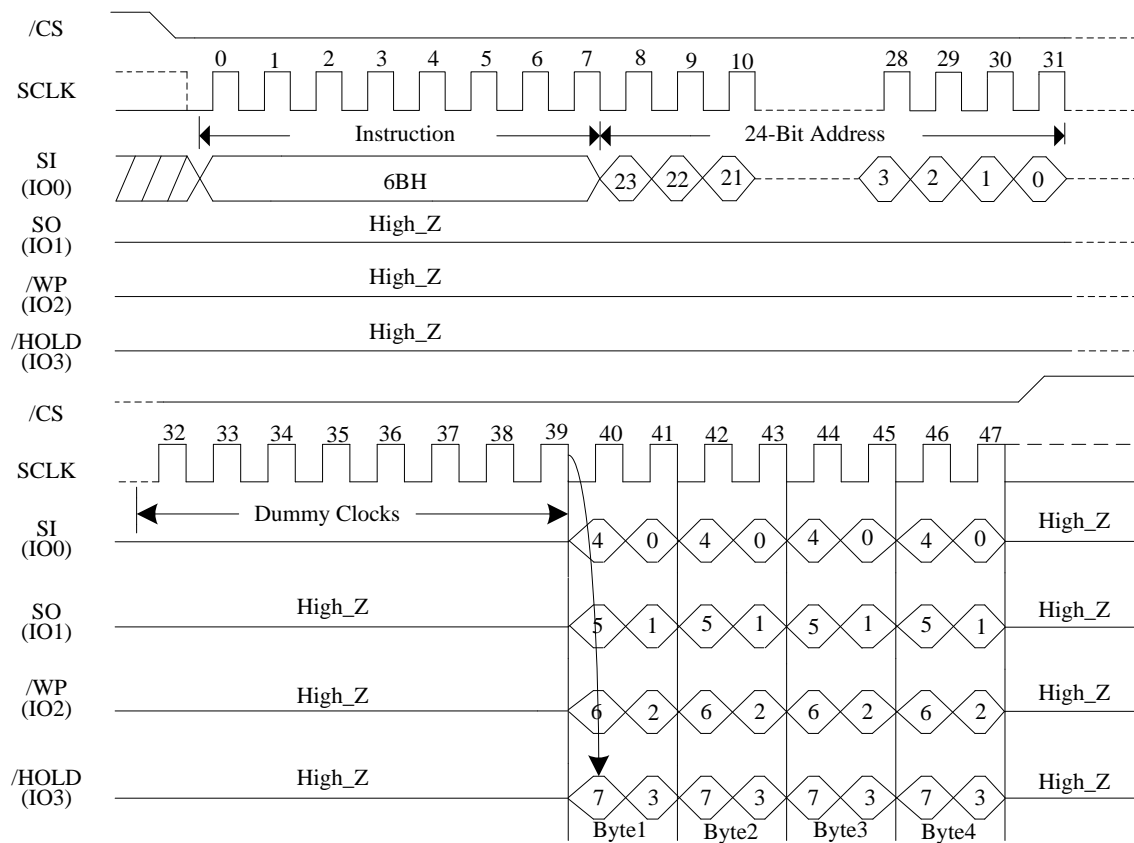 /CS
0 1 2 3 4 5 6 7 8 9 10 28 29 30 31
SCLK
Instruction 24-Bit Address
SI
(IO0)
6BH 23 22 21 3 2 1 0
SO
(IO1)
High_Z
/WP
(IO2)
High_Z
/HOLD
(IO3)
High_Z
/CS
32 33 34 35 36 37 38 39 40 41 42 43 44 45 46 47
SCLK
Dummy Clocks
SI
(IO0)
4 0 4 0 4 0 4 0 High_Z
SO
(IO1)
High_Z 5 1 5 1 5 1 5 1 High_Z
/WP
(IO2)
High_Z 6 2 6 2 6 2 6 2 High_Z
/HOLD
(IO3)
High_Z 7 3 7 3 7 3 7 3 High_Z
Byte1 Byte2 Byte3 Byte4